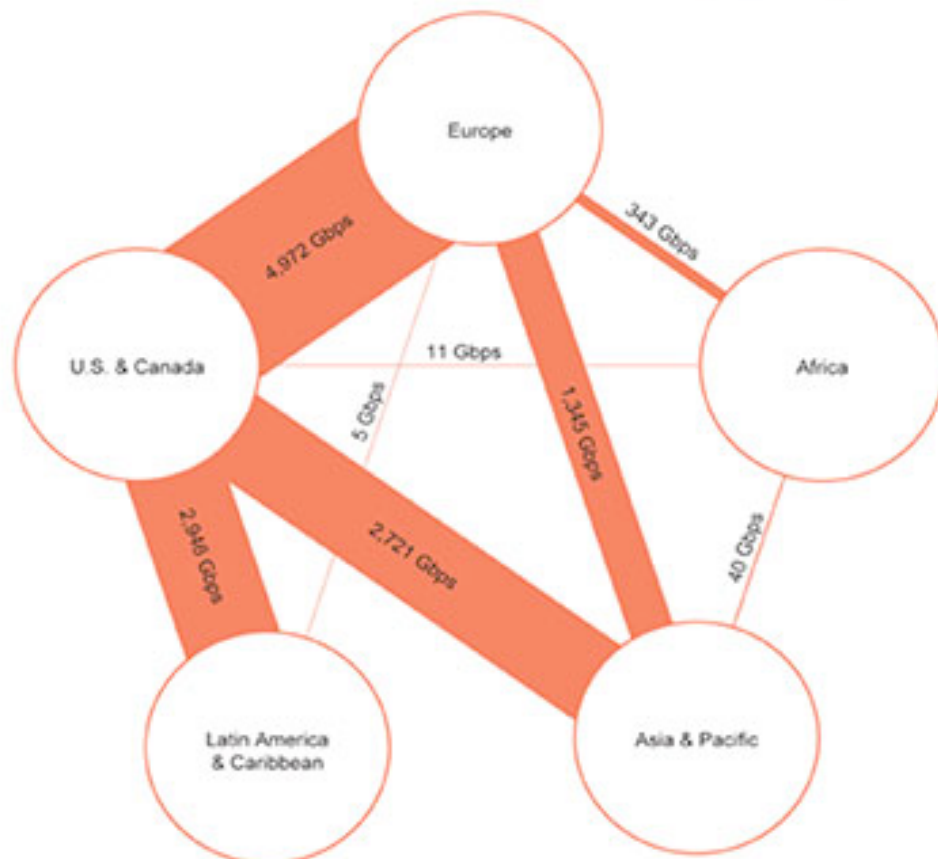 Europe
4,972 Gbps
343 Gbps
U.S. & Canada
11 Gbps
Africa
5 Gbps
1,345 Gbps
2,946 Gbps
2,721 Gbps
40 Gbps
Latin America
& Caribbean
Asia & Pacific